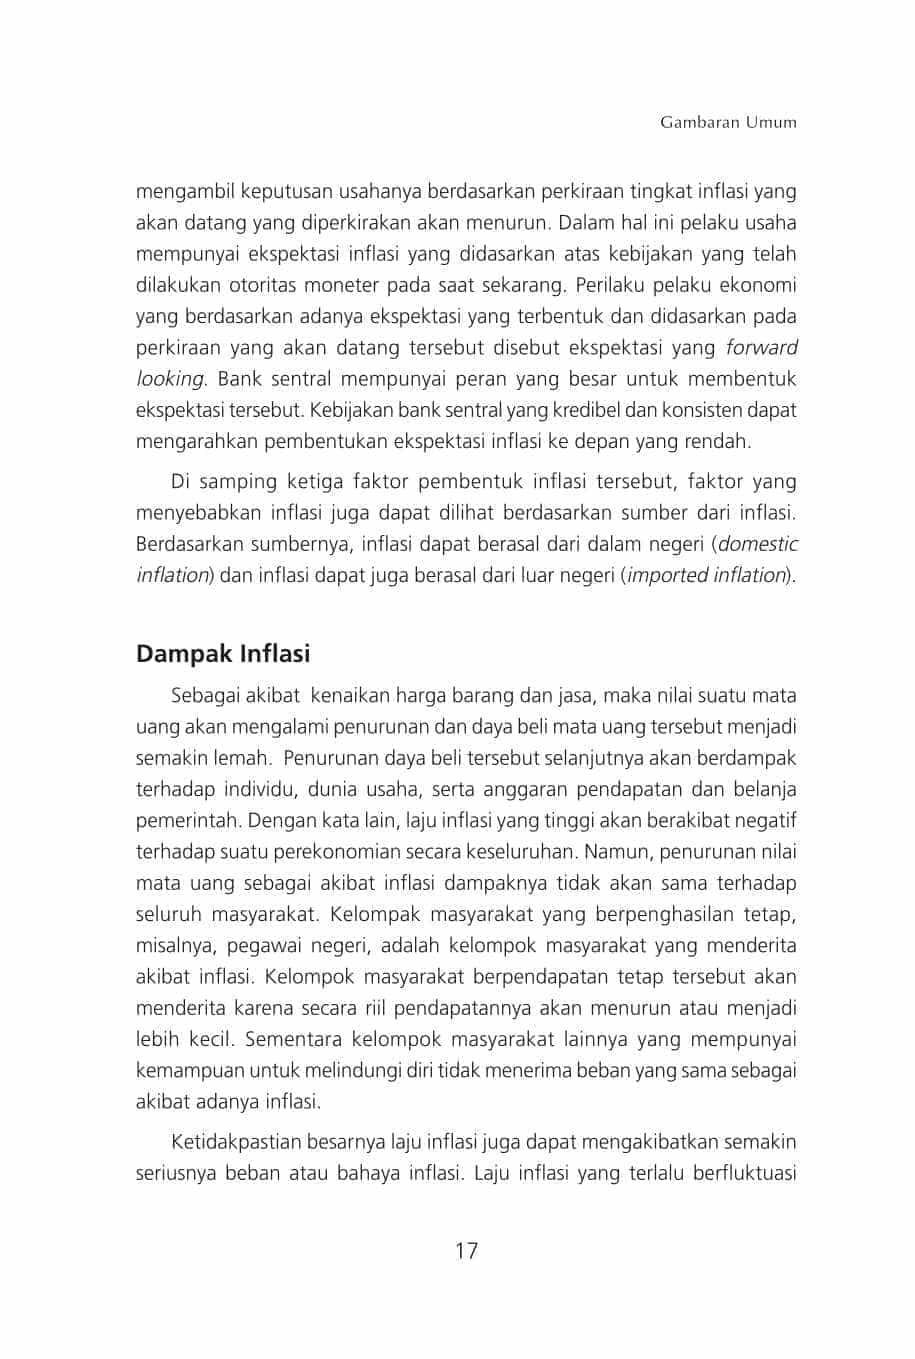 Gambaran Umum
mengambil keputusan usahanya berdasarkan perkiraan tingkat inflasi yang
akan datang yang diperkirakan akan menurun. Dalam hal ini pelaku usaha
mempunyai ekspektasi inflasi yang didasarkan atas kebijakan yang telah
dilakukan otoritas moneter pada saat sekarang. Perilaku pelaku ekonomi
yang berdasarkan adanya ekspektasi yang terbentuk dan didasarkan pada
perkiraan yang akan datang tersebut disebut ekspektasi yang forward
looking. Bank sentral mempunyai peran yang besar untuk membentuk
ekspektasi tersebut. Kebijakan bank sentral yang kredibel dan konsisten dapat
mengarahkan pembentukan ekspektasi inflasi ke depan yang rendah.
Di samping ketiga faktor pembentuk inflasi tersebut, faktor yang
menyebabkan inflasi juga dapat dilihat berdasarkan sumber dari inflasi.
Berdasarkan sumbernya, inflasi dapat berasal dari dalam negeri (domestic
inflation) dan inflasi dapat juga berasal dari luar negeri (imported inflation).
Dampak Inflasi
Sebagai akibat  kenaikan harga barang dan jasa, maka nilai suatu mata
uang akan mengalami penurunan dan daya beli mata uang tersebut menjadi
semakin lemah.  Penurunan daya beli tersebut selanjutnya akan berdampak
terhadap individu, dunia usaha, serta anggaran pendapatan dan belanja
pemerintah. Dengan kata lain, laju inflasi yang tinggi akan berakibat negatif
terhadap suatu perekonomian secara keseluruhan. Namun, penurunan nilai
mata uang sebagai akibat inflasi dampaknya tidak akan sama terhadap
seluruh masyarakat. Kelompak masyarakat yang berpenghasilan tetap,
misalnya, pegawai negeri, adalah kelompok masyarakat yang menderita
akibat inflasi. Kelompok masyarakat berpendapatan tetap tersebut akan
menderita karena secara riil pendapatannya akan menurun atau menjadi
lebih kecil. Sementara kelompok masyarakat lainnya yang mempunyai
kemampuan untuk melindungi diri tidak menerima beban yang sama sebagai
akibat adanya inflasi.
Ketidakpastian besarnya laju inflasi juga dapat mengakibatkan semakin
seriusnya beban atau bahaya inflasi. Laju inflasi yang terlalu berfluktuasi
17